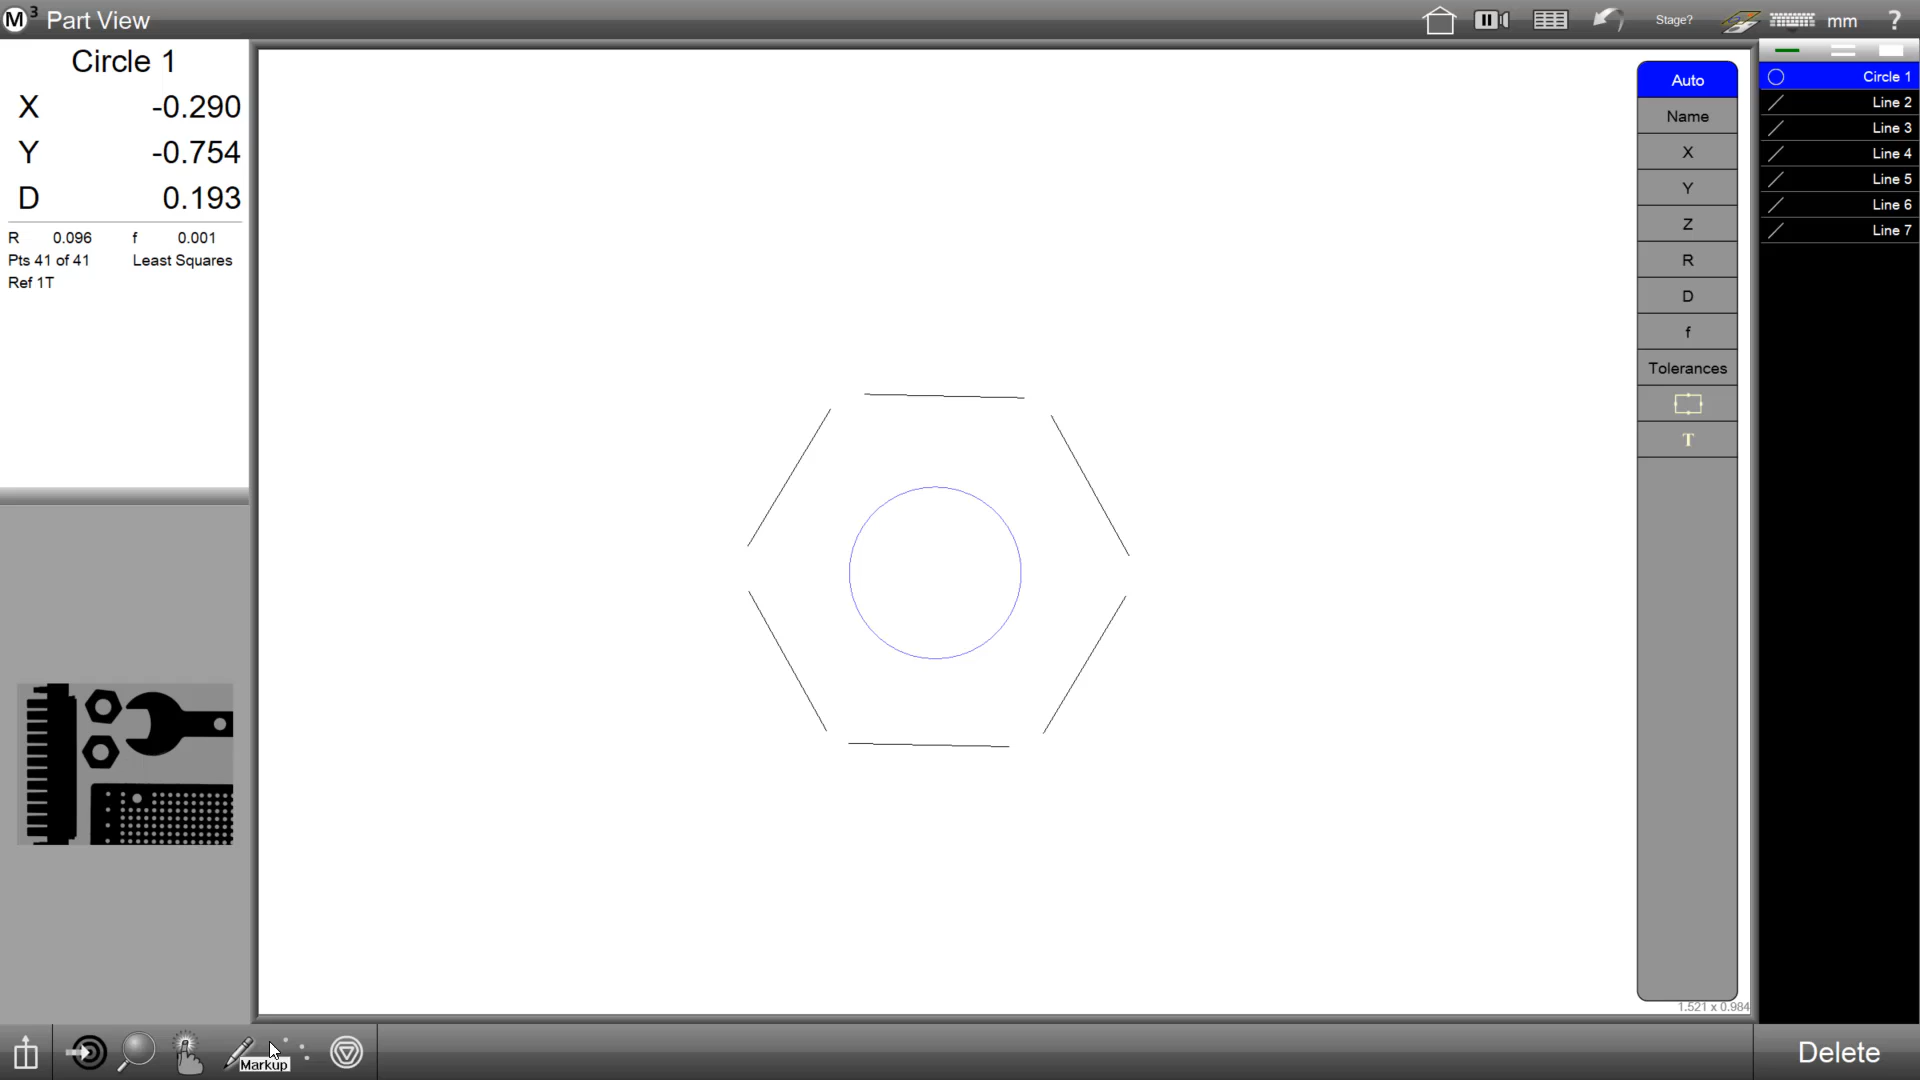 M3 Part View
Stage?
mm
?
Circle 1
X -0.290
Y -0.754
D 0.193
R 0.096 f 0.001
Pts 41 of 41 Least Squares
Ref 1T
Auto
Name
X
Y
Z
R
D
f
Tolerances
T
1.521 x 0.984
Circle 1
Line 2
Line 3
Line 4
Line 5
Line 6
Line 7
Markup
Delete